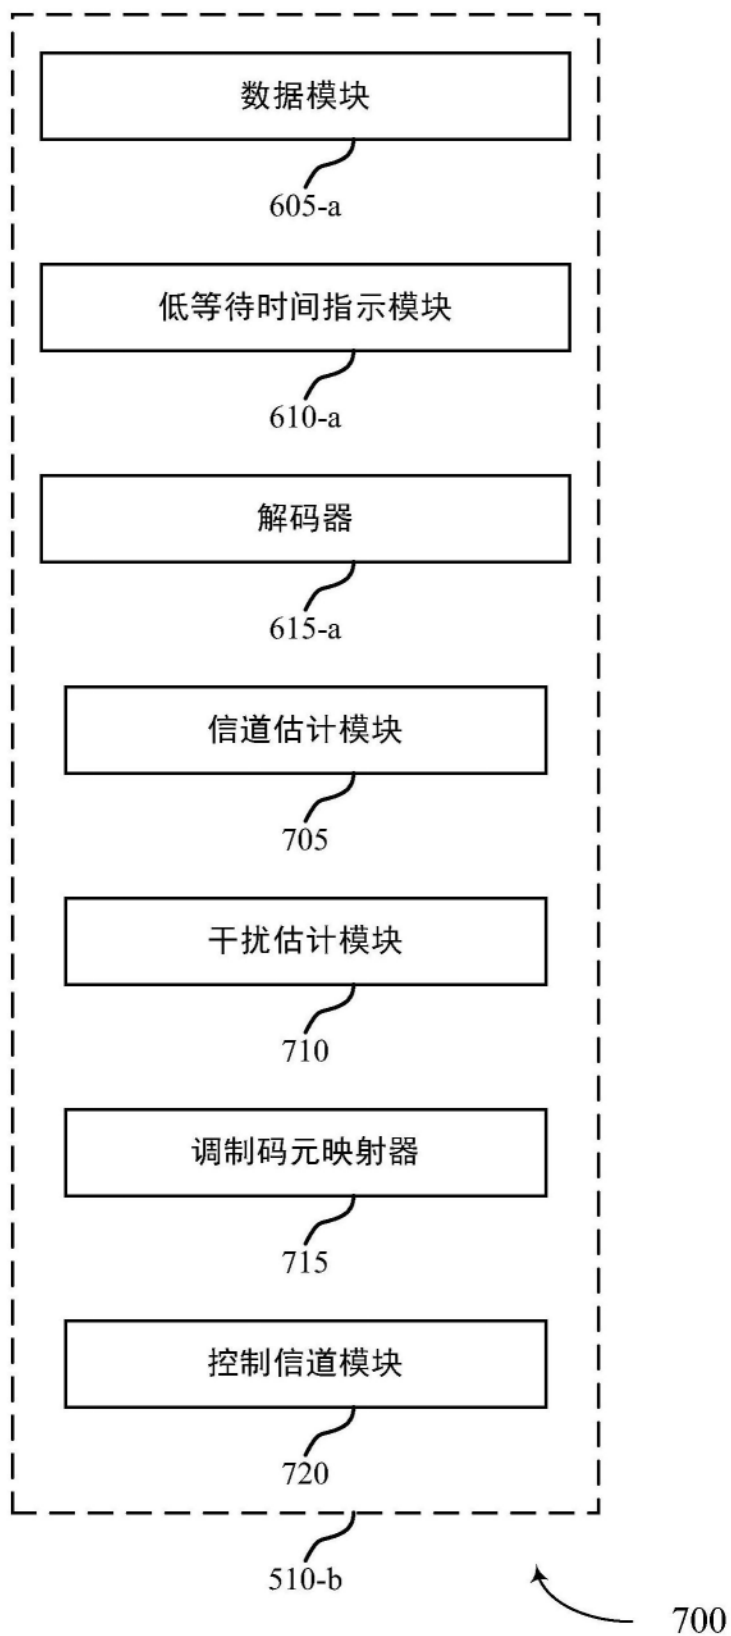 数据模块
605-a
低等待时间指示模块
610-a
解码器
615-a
信道估计模块
705
干扰估计模块
710
调制码元映射器
715
控制信道模块
720
510-b
700